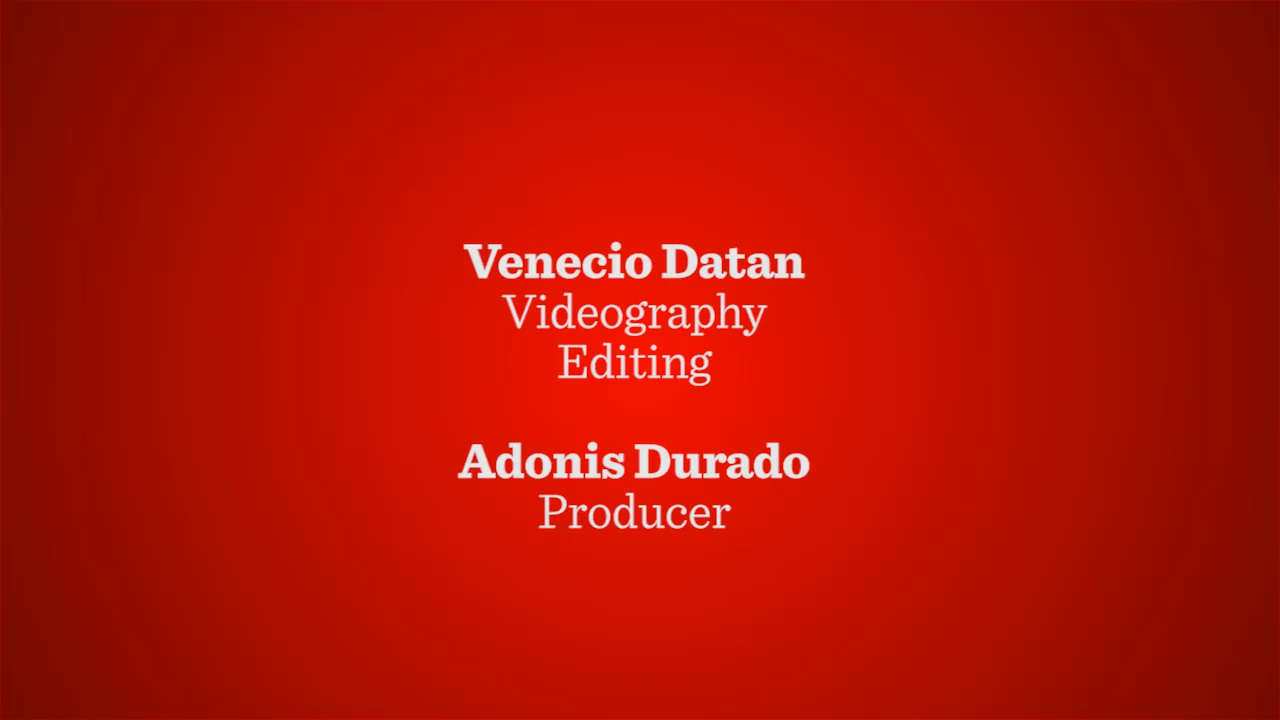 Venecio Datan
Videography
Editing
Adonis Durado
Producer